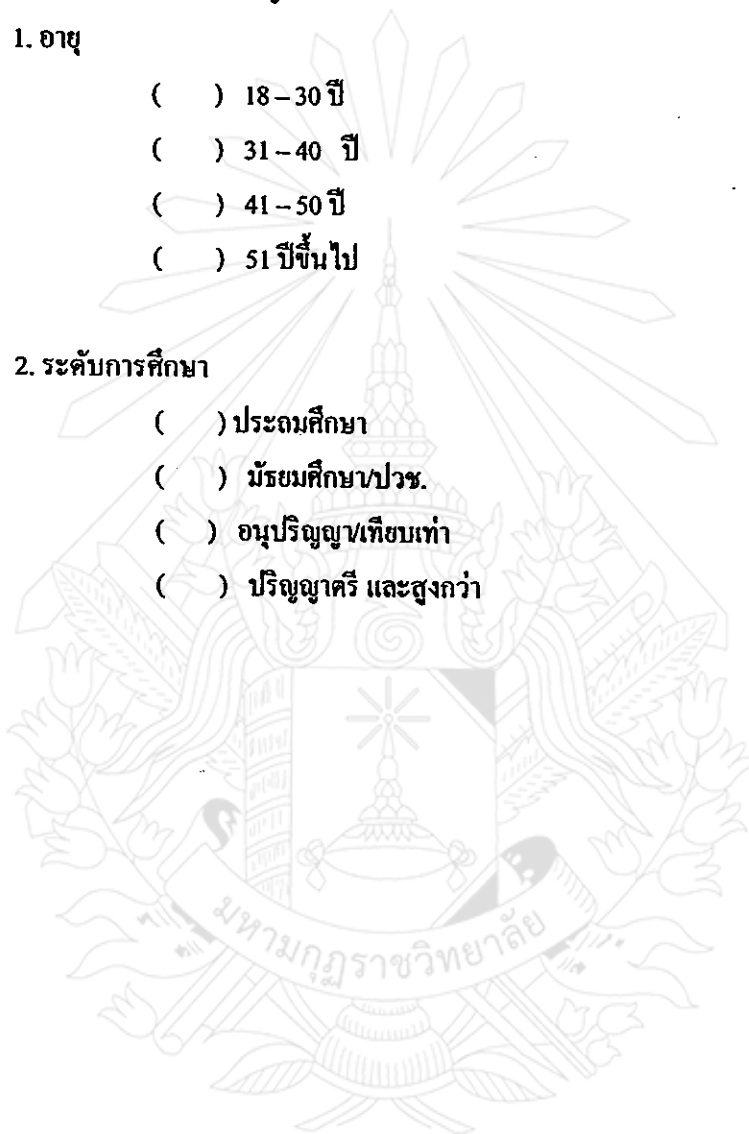 1. อายุ
( ) 18 – 30 ปี
( ) 31 – 40 ปี
( ) 41 – 50 ปี
( ) 51 ปีขึ้นไป
2. ระดับการศึกษา
( ) ประถมศึกษา
( ) มัธยมศึกษา/ปวช.
( ) อนุปริญญา/เทียบเท่า
( ) ปริญญาตรี และสูงกว่า
มหามกุฏราชวิทยาลัย